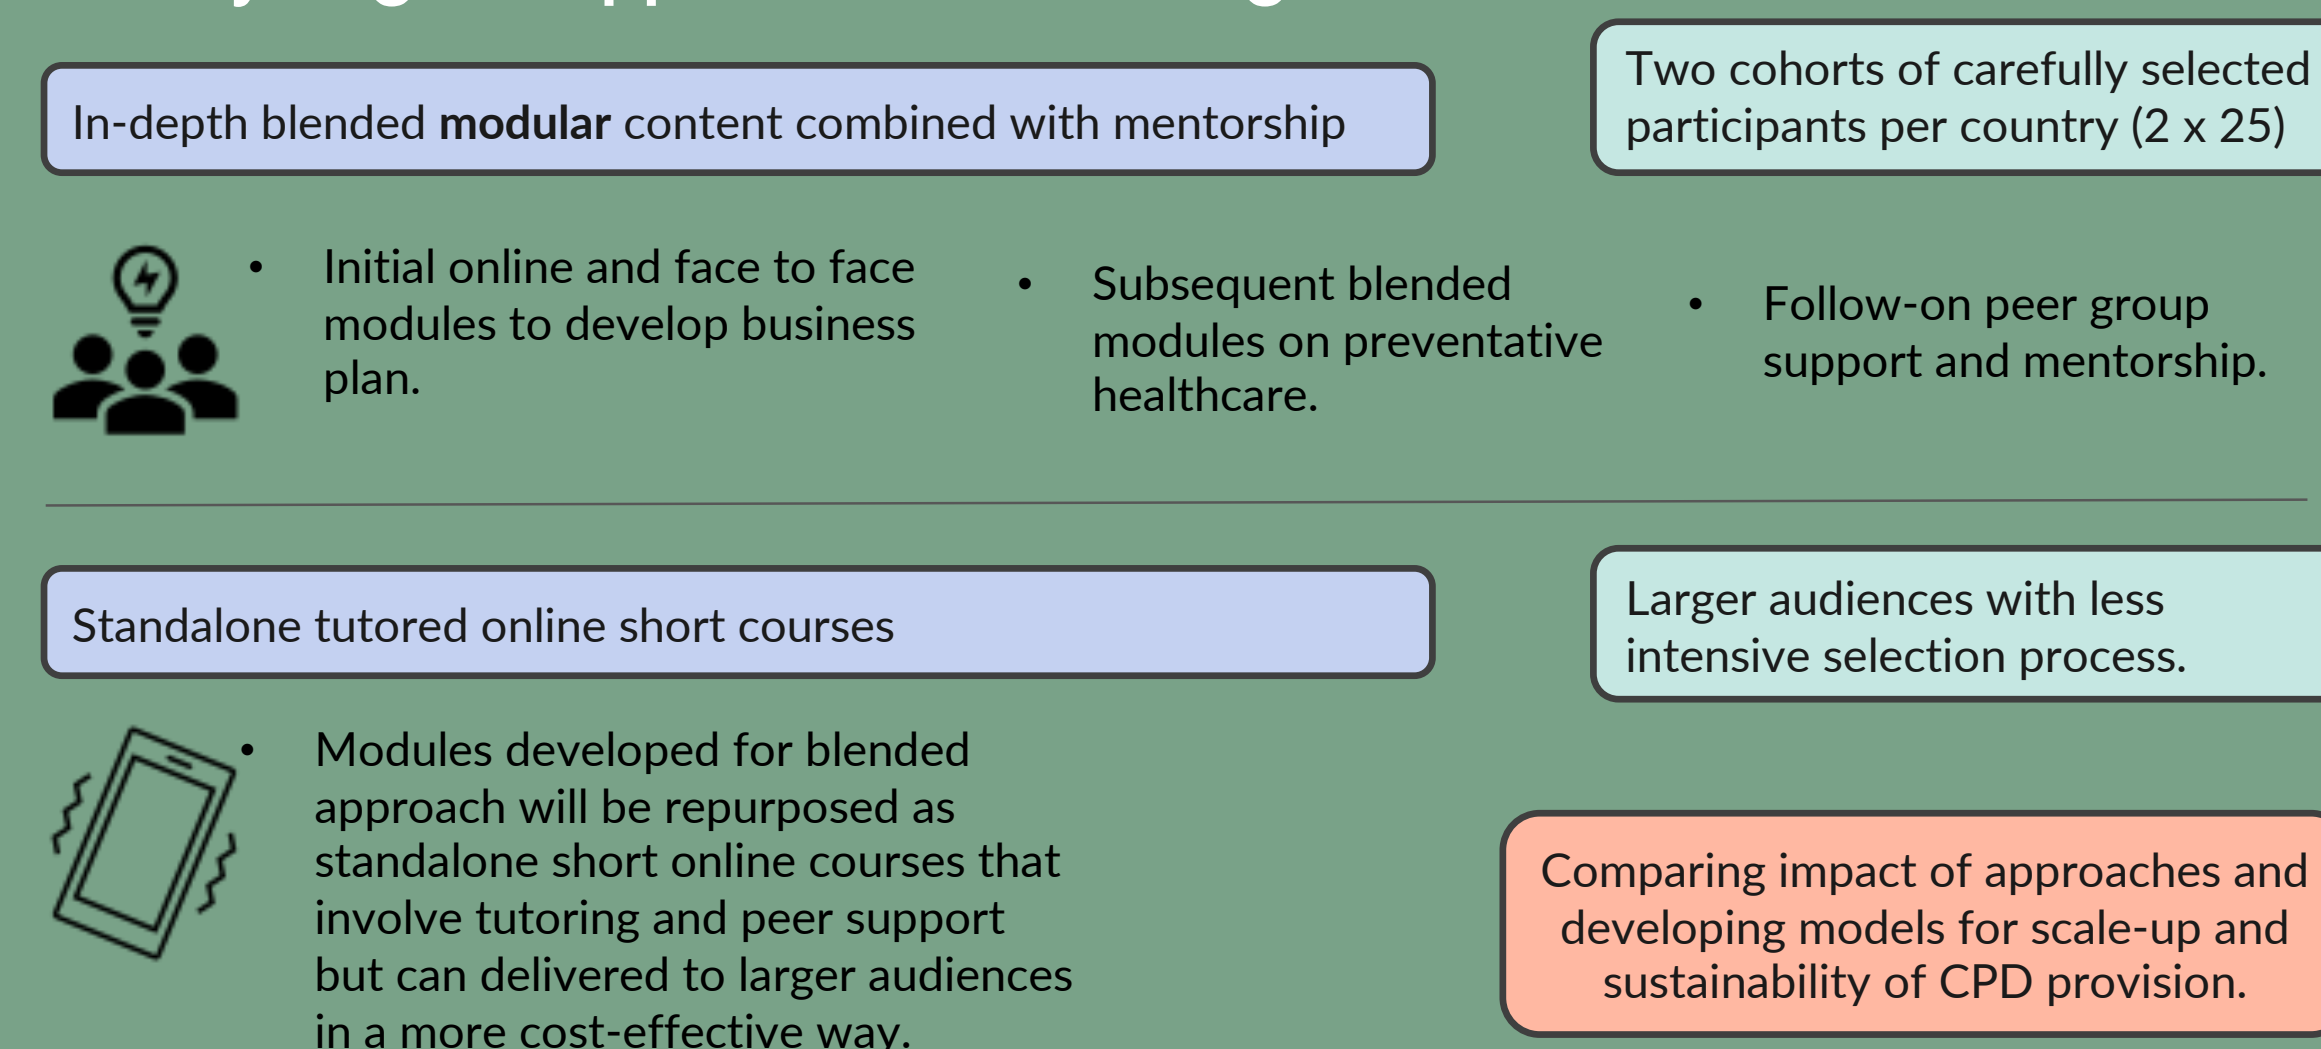 In-depth blended modular content combined with mentorship
Two cohorts of carefully selected
participants per country (2 x 25)
• Initial online and face to face
modules to develop business
plan.
• Subsequent blended
modules on preventative
healthcare.
• Follow-on peer group
support and mentorship.
Standalone tutored online short courses
Larger audiences with less
intensive selection process.
• Modules developed for blended
approach will be repurposed as
standalone short online courses that
involve tutoring and peer support
but can delivered to larger audiences
in a more cost-effective way.
Comparing impact of approaches and
developing models for scale-up and
sustainability of CPD provision.